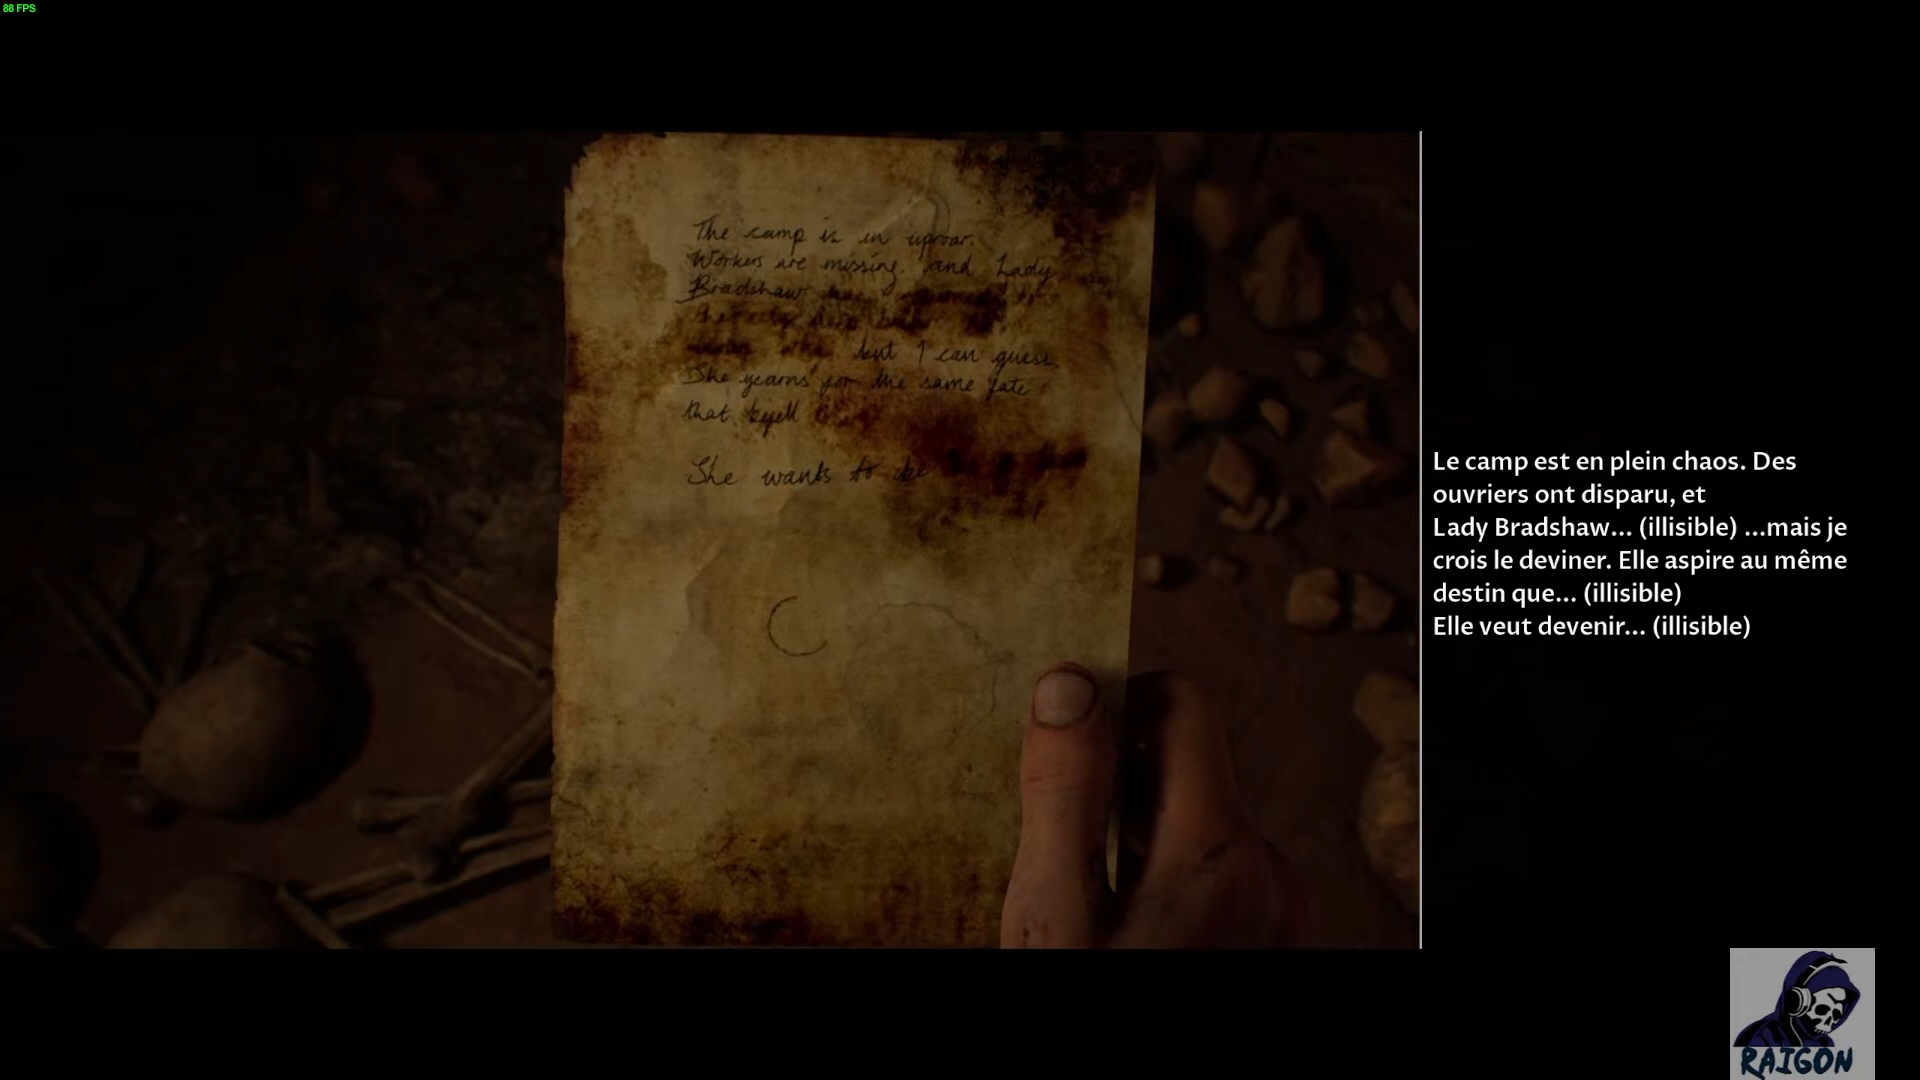 88 FPS
The camp is in uproar.
Workers are missing, and Lady
Bradshaw
but I can guess.
She yearns for the same fate
that befell
She wants to be
Le camp est en plein chaos. Des
ouvriers ont disparu, et
Lady Bradshaw... (illisible) ...mais je
crois le deviner. Elle aspire au même
destin que... (illisible)
Elle veut devenir... (illisible)
RAIGON